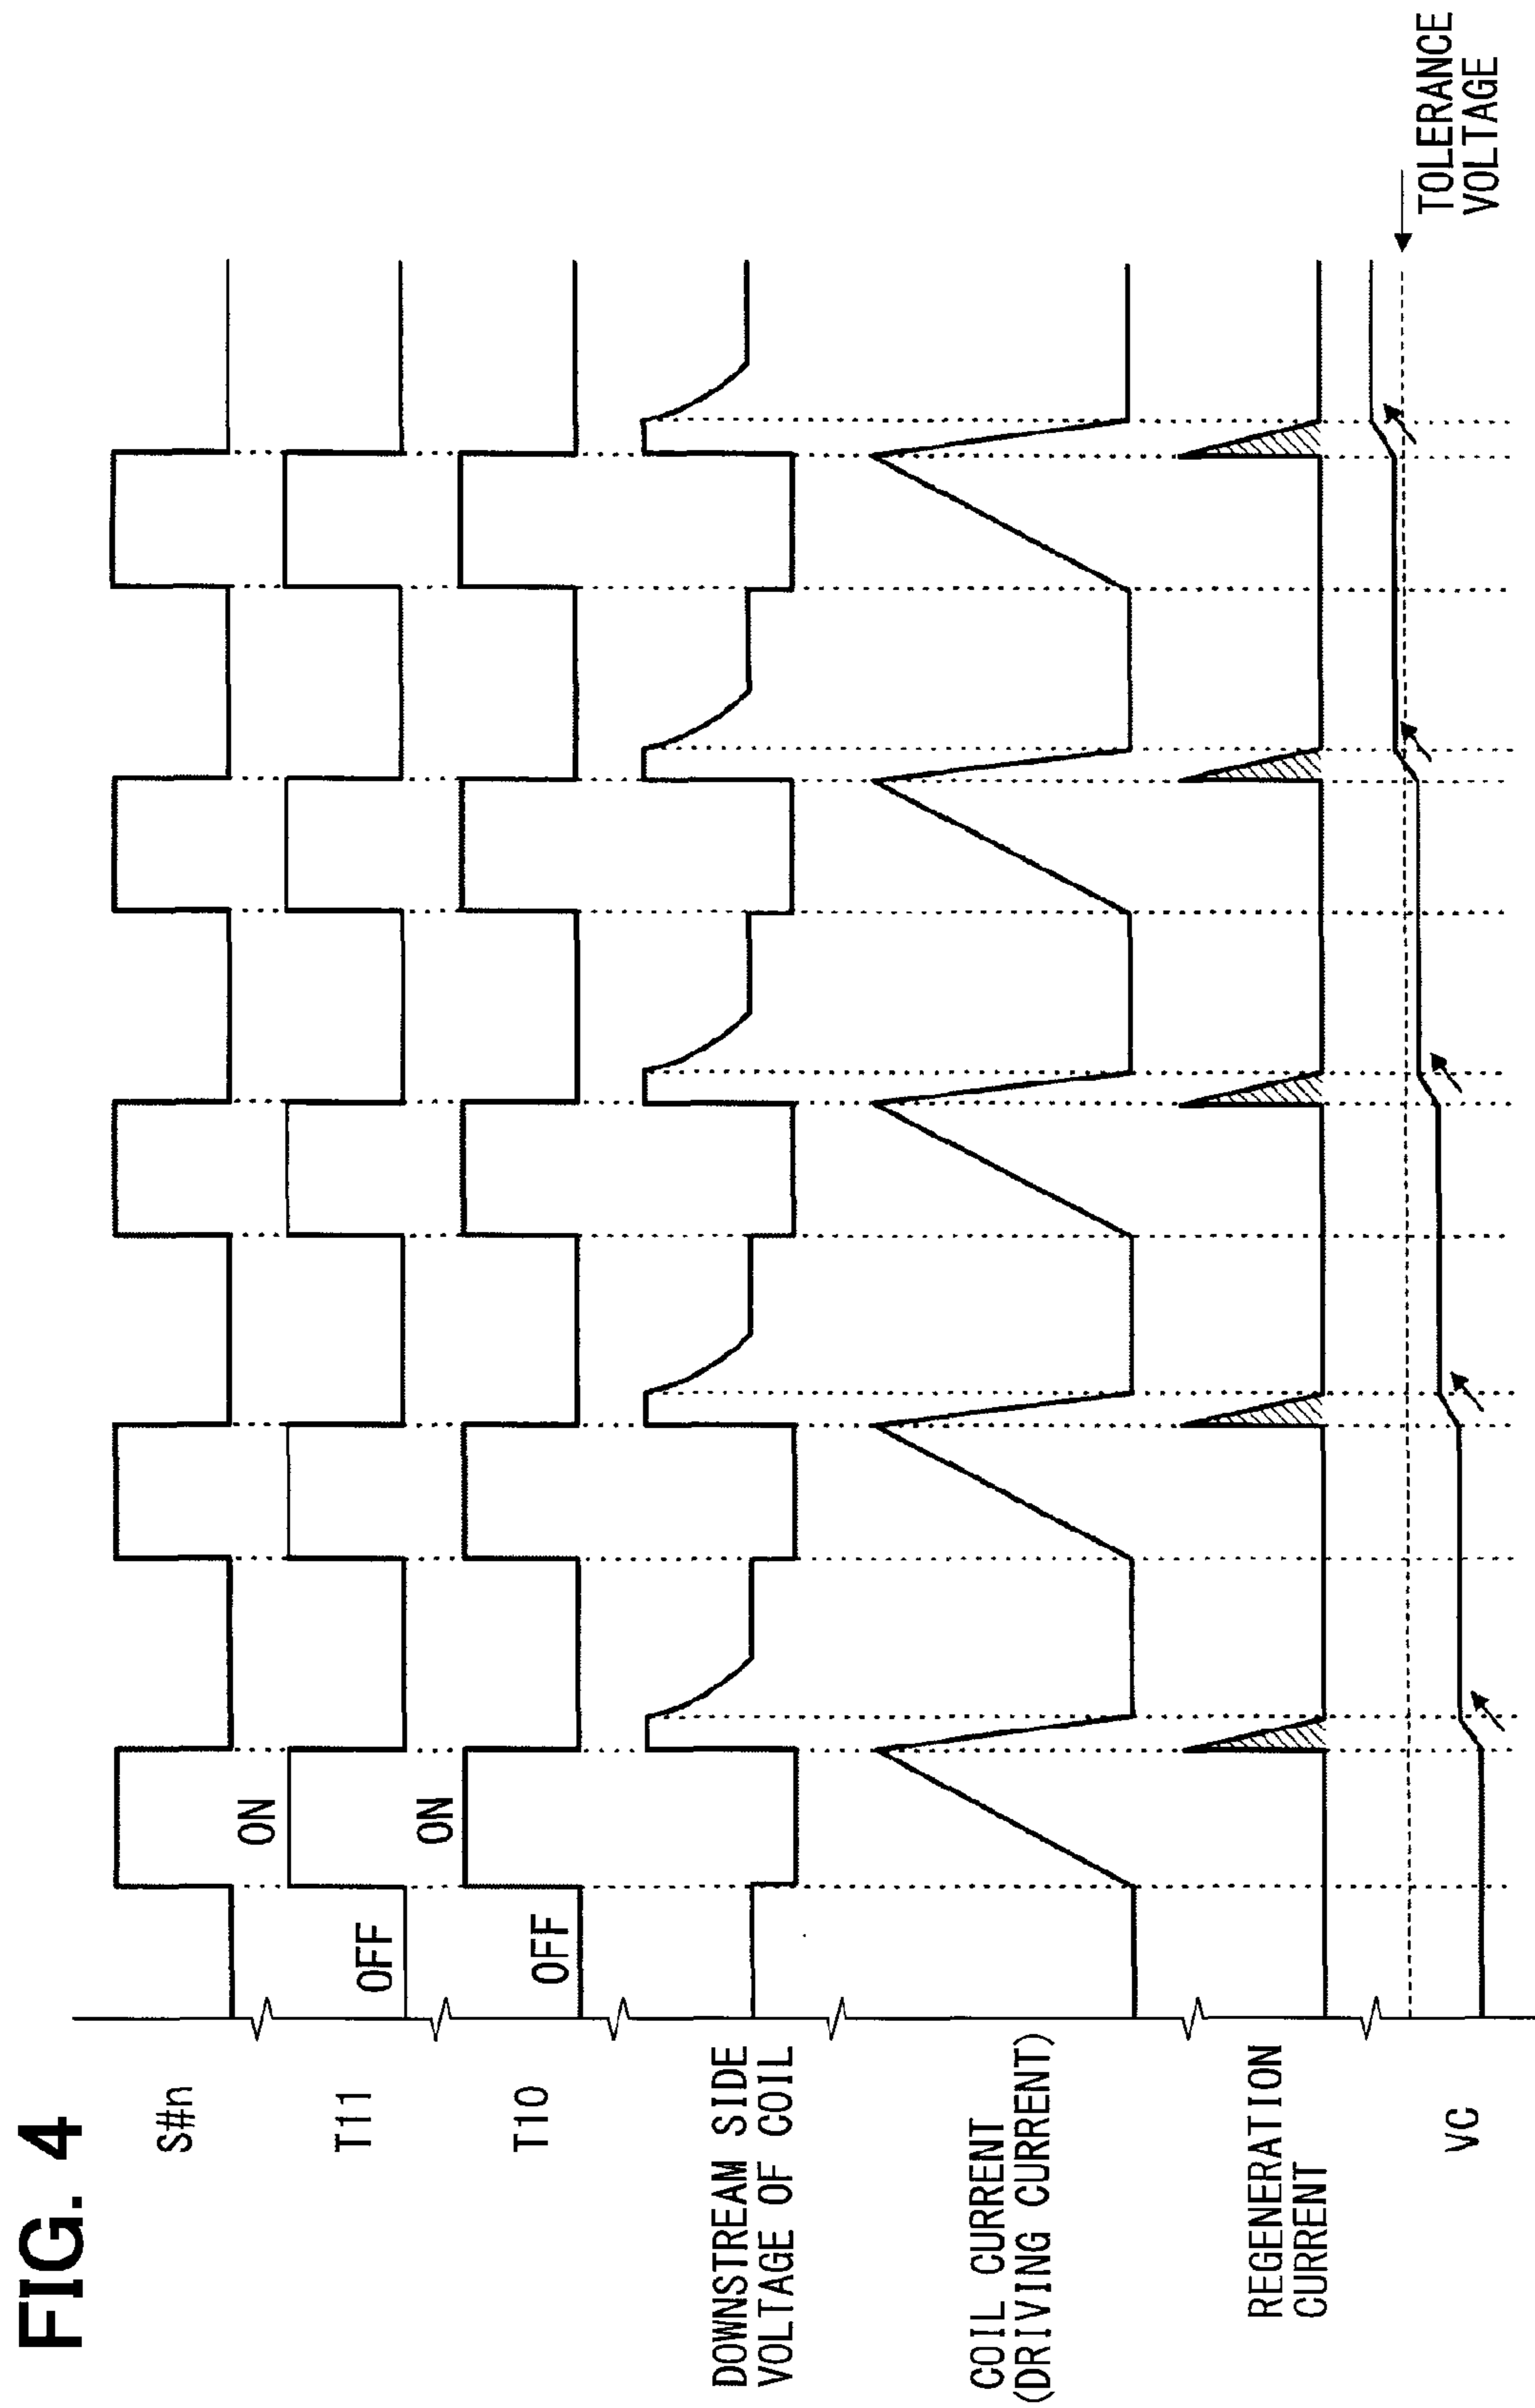 FIG. 4
S#n
ON
T11
OFF
ON
T10
OFF
DOWNSTREAM SIDE
VOLTAGE OF COIL
COIL CURRENT
(DRIVING CURRENT)
REGENERATION
CURRENT
TOLERANCE
VOLTAGE
VC